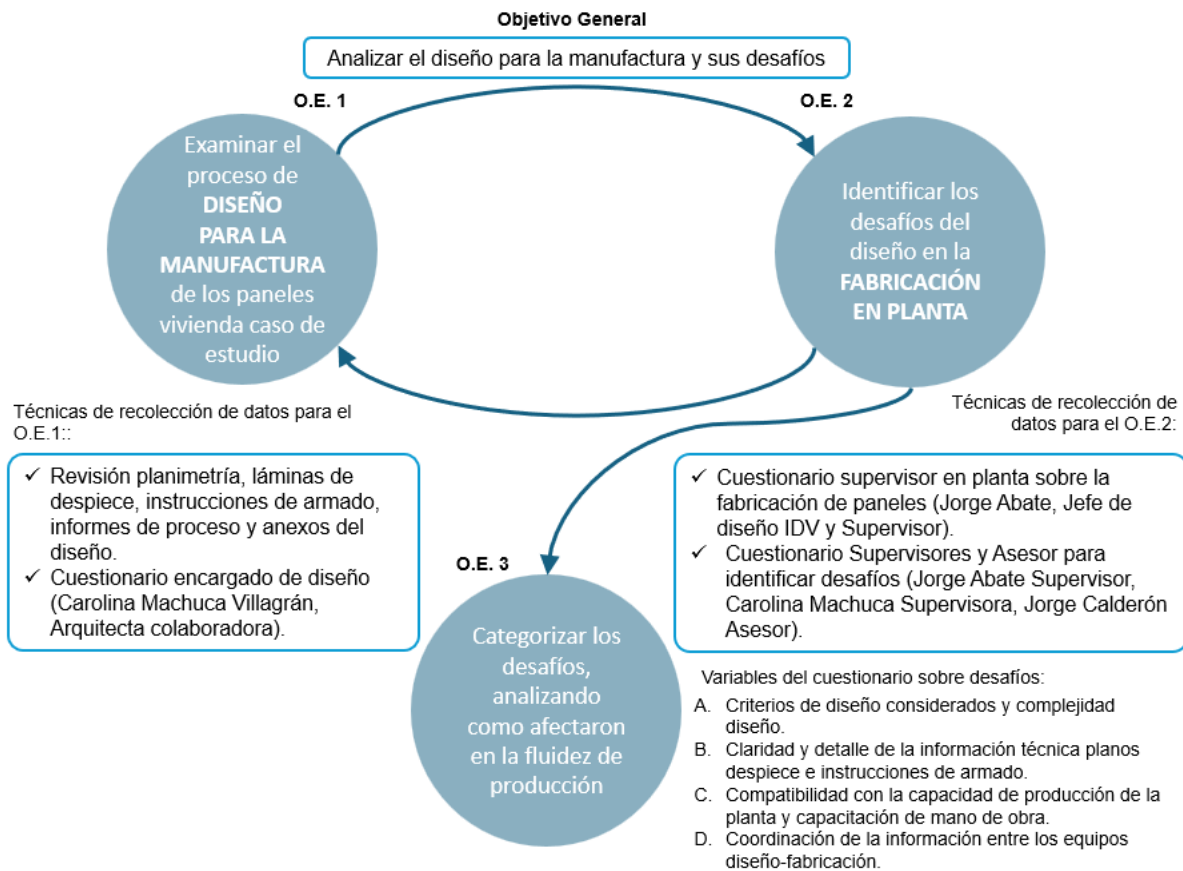 Objetivo General
Analizar el diseño para la manufactura y sus desafíos
O.E. 1
O.E. 2
Examinar el
proceso de
DISEÑO
PARA LA
MANUFACTURA
de los paneles
vivienda caso de
estudio
Identificar los
desafíos del
diseño en la
FABRICACIÓN
EN PLANTA
Técnicas de recolección de datos para el
O.E.1::
✓ Revisión planimetría, láminas de
despiece, instrucciones de armado,
informes de proceso y anexos del
diseño.
✓ Cuestionario encargado de diseño
(Carolina Machuca Villagrán,
Arquitecta colaboradora).
Técnicas de recolección de
datos para el O.E.2:
✓ Cuestionario supervisor en planta sobre la
fabricación de paneles (Jorge Abate, Jefe de
diseño IDV y Supervisor).
✓ Cuestionario Supervisores y Asesor para
identificar desafíos (Jorge Abate Supervisor,
Carolina Machuca Supervisora, Jorge Calderón
Asesor).
O.E. 3
Categorizar los
desafíos,
analizando
como afectaron
en la fluidez de
producción
Variables del cuestionario sobre desafíos:
A. Criterios de diseño considerados y complejidad
diseño.
B. Claridad y detalle de la información técnica planos
despiece e instrucciones de armado.
C. Compatibilidad con la capacidad de producción de la
planta y capacitación de mano de obra.
D. Coordinación de la información entre los equipos
diseño-fabricación.